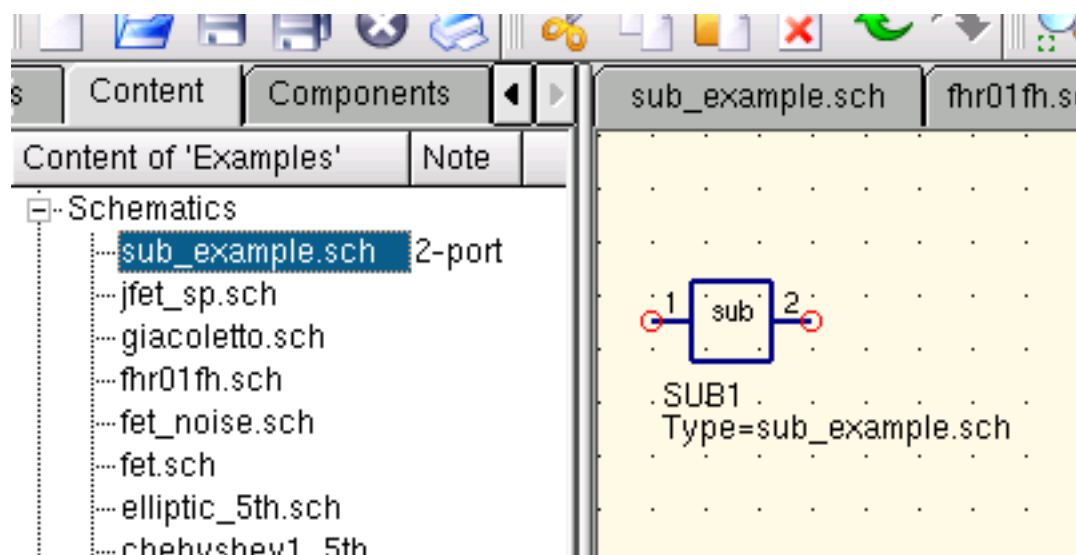 s Content Components
sub_example.sch fhr01fh.s
Content of 'Examples' Note
Schematics
sub_example.sch 2-port
jfet_sp.sch
giacoletto.sch
fhr01fh.sch
fet_noise.sch
fet.sch
elliptic_5th.sch
chebyshev1_5th
1 sub 2
SUB1
Type=sub_example.sch